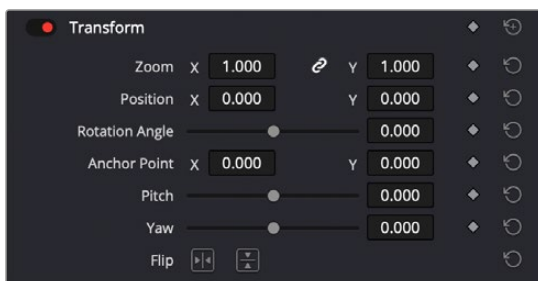 Transform
Zoom X 1.000 Y 1.000
Position X 0.000 Y 0.000
Rotation Angle 0.000
Anchor Point X 0.000 Y 0.000
Pitch 0.000
Yaw 0.000
Flip